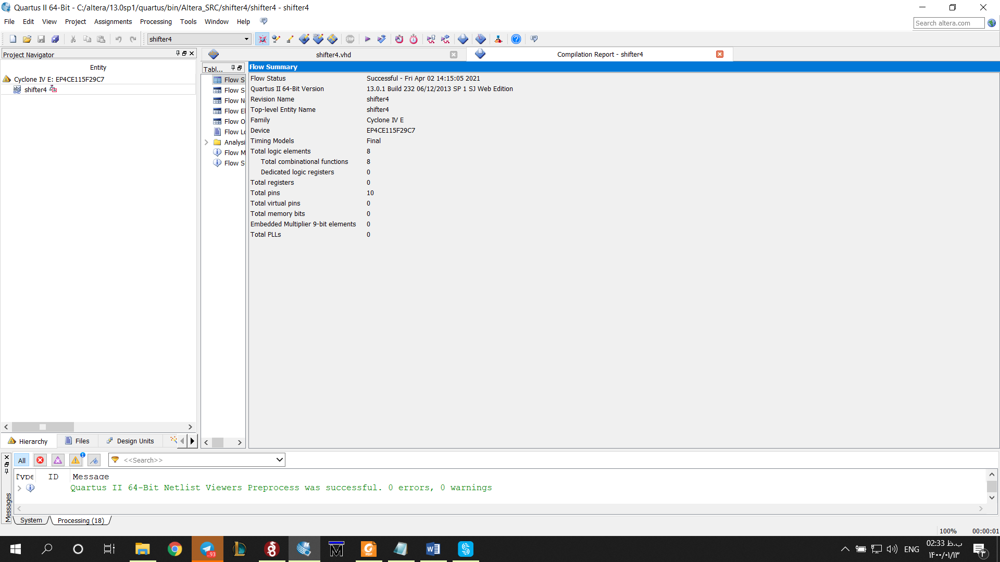 Quartus II 64-Bit - C:/altera/13.0sp1/quartus/bin/Altera_SRC/shifter4/shifter4 - shifter4
File Edit View Project Assignments Processing Tools Window Help
Search altera.com
shifter4
Project Navigator
Entity
Cyclone IV E: EP4CE115F29C7
shifter4
Hierarchy Files Design Units
shifter4.vhd
Compilation Report - shifter4
Tabl...
Flow S
Flow S
Flow N
Flow El
Flow O
Flow Lo
Analysi
Flow M
Flow S
Flow Summary
Flow Status Successful - Fri Apr 02 14:15:05 2021
Quartus II 64-Bit Version 13.0.1 Build 232 06/12/2013 SP 1 SJ Web Edition
Revision Name shifter4
Top-level Entity Name shifter4
Family Cyclone IV E
Device EP4CE115F29C7
Timing Models Final
Total logic elements 8
Total combinational functions 8
Dedicated logic registers 0
Total registers 0
Total pins 10
Total virtual pins 0
Total memory bits 0
Embedded Multiplier 9-bit elements 0
Total PLLs 0
Messages
All
1
<<Search>>
Type ID Message
Quartus II 64-Bit Netlist Viewers Preprocess was successful. 0 errors, 0 warnings
System Processing (18)
100% 00:00:01
.93
PDF
ENG
02:33 ب.ظ
۱۴۰۰/۰۱/۱۳
۳